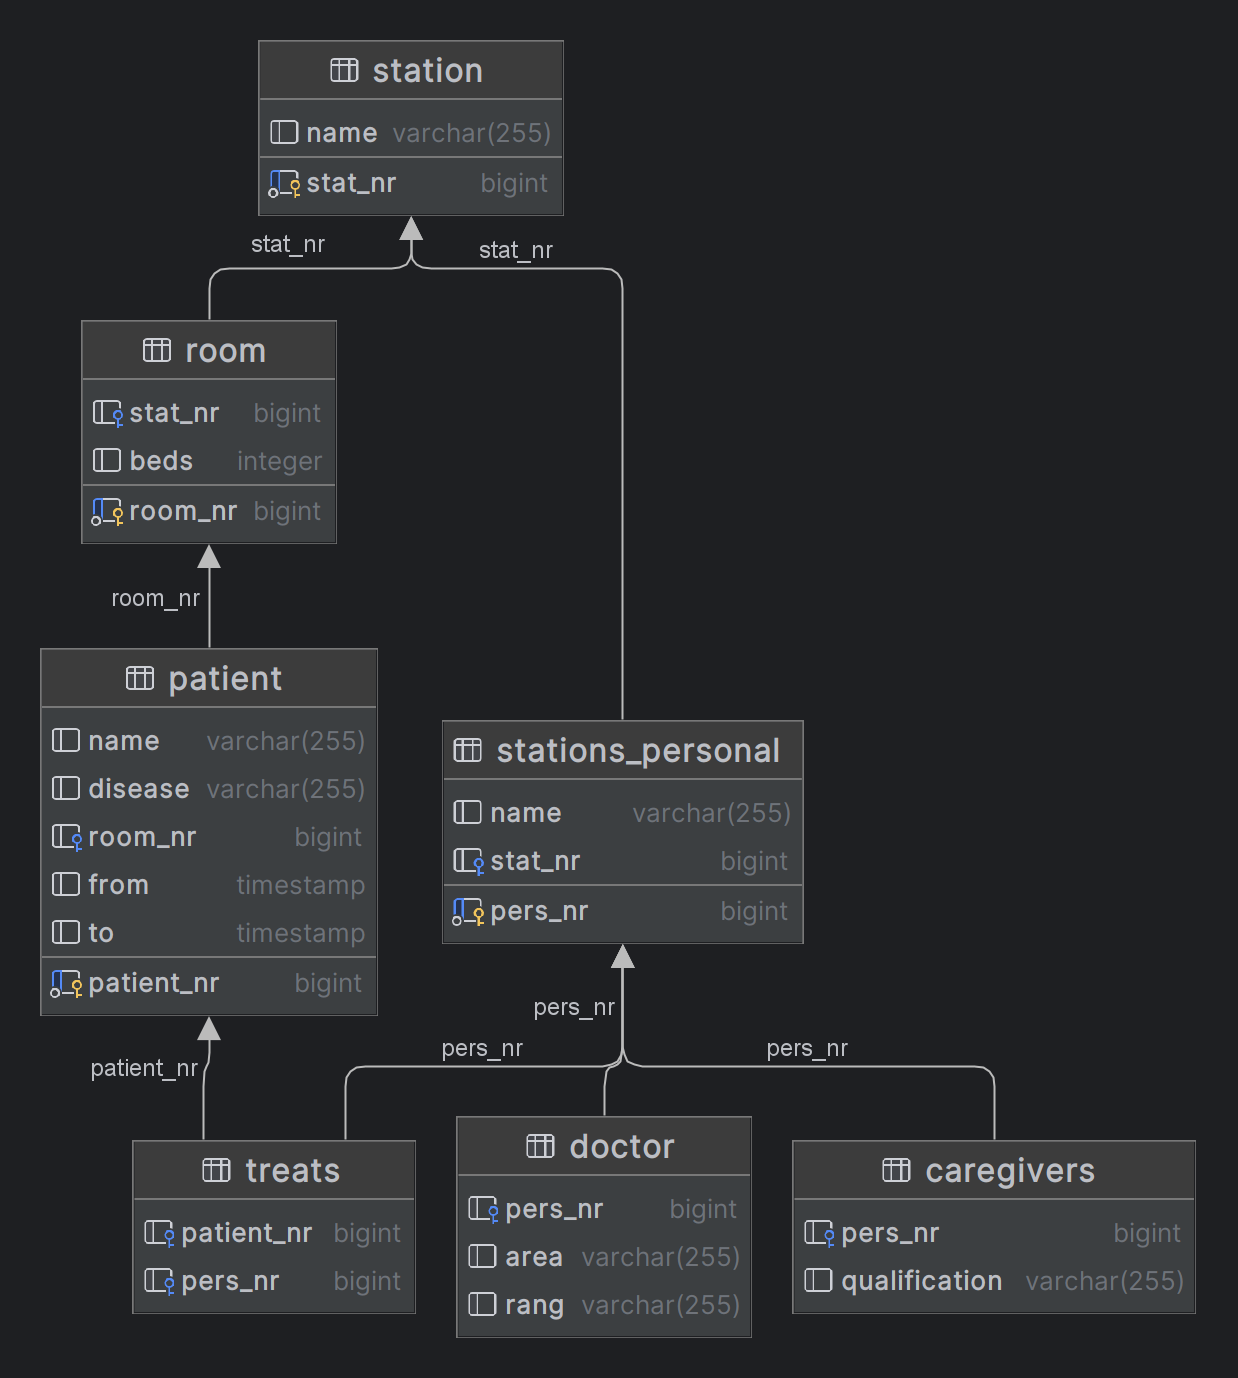 station
name varchar(255)
stat_nr bigint
stat_nr
stat_nr
room
stat_nr bigint
beds integer
room_nr bigint
room_nr
patient
name varchar(255)
disease varchar(255)
room_nr bigint
from timestamp
to timestamp
patient_nr bigint
stations_personal
name varchar(255)
stat_nr bigint
pers_nr bigint
patient_nr
pers_nr
pers_nr
pers_nr
treats
patient_nr bigint
pers_nr bigint
doctor
pers_nr bigint
area varchar(255)
rang varchar(255)
caregivers
pers_nr bigint
qualification varchar(255)